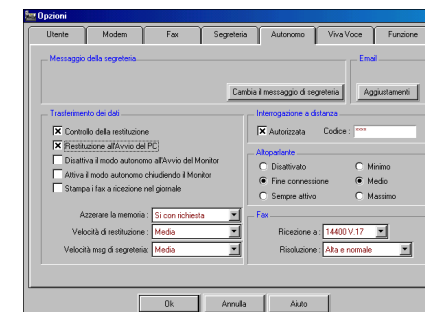 Opzioni
Utente Modem Fax Segreteria Autonomo Viva Voce Funzione
Messaggio della segreteria
Cambia il messaggio di segreteria
Email
Aggiustamenti
Trasferimento dei dati
Controllo della restituzione
Restituzione all'Avvio del PC
Disattiva il modo autonomo all'Avvio del Monitor
Attiva il modo autonomo chiudendo il Monitor
Stampa i fax a ricezione nel giornale
Azzerare la memoria : Si con richiesta
Velocità di restituzione : Media
Velocità msg di segreteria: Media
Interrogazione a distanza
Autorizzata Codice : ****
Altoparlante
Disattivato Minimo
Fine connessione Medio
Sempre attivo Massimo
Fax
Ricezione a : 14400 V.17
Risoluzione : Alta e normale
Ok Annulla Aiuto